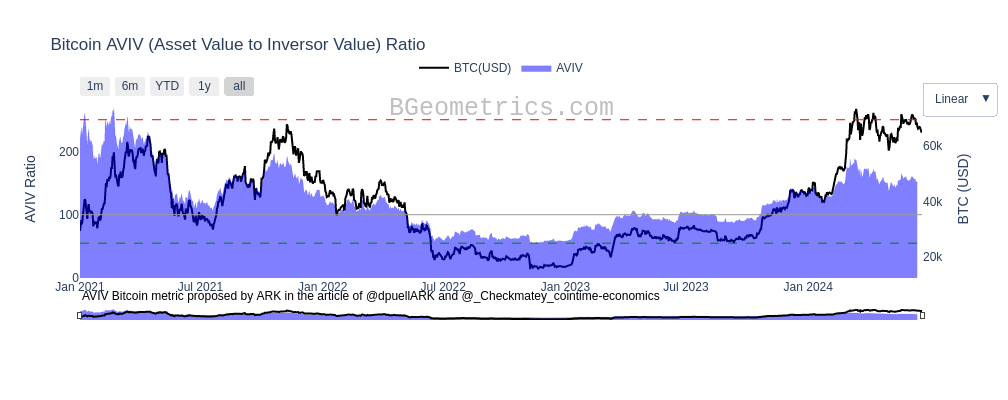 Bitcoin AVIV (Asset Value to Inversor Value) Ratio
BTC(USD) AVIV
1m 6m YTD 1y all
Linear ▼
BGeometrics.com
200
100
0
AVIV Ratio
60k
40k
20k
BTC (USD)
Jan 2021 Jul 2021 Jan 2022 Jul 2022 Jan 2023 Jul 2023 Jan 2024
AVIV Bitcoin metric proposed by ARK in the article of @dpuellARK and @_Checkmatey_cointime-economics